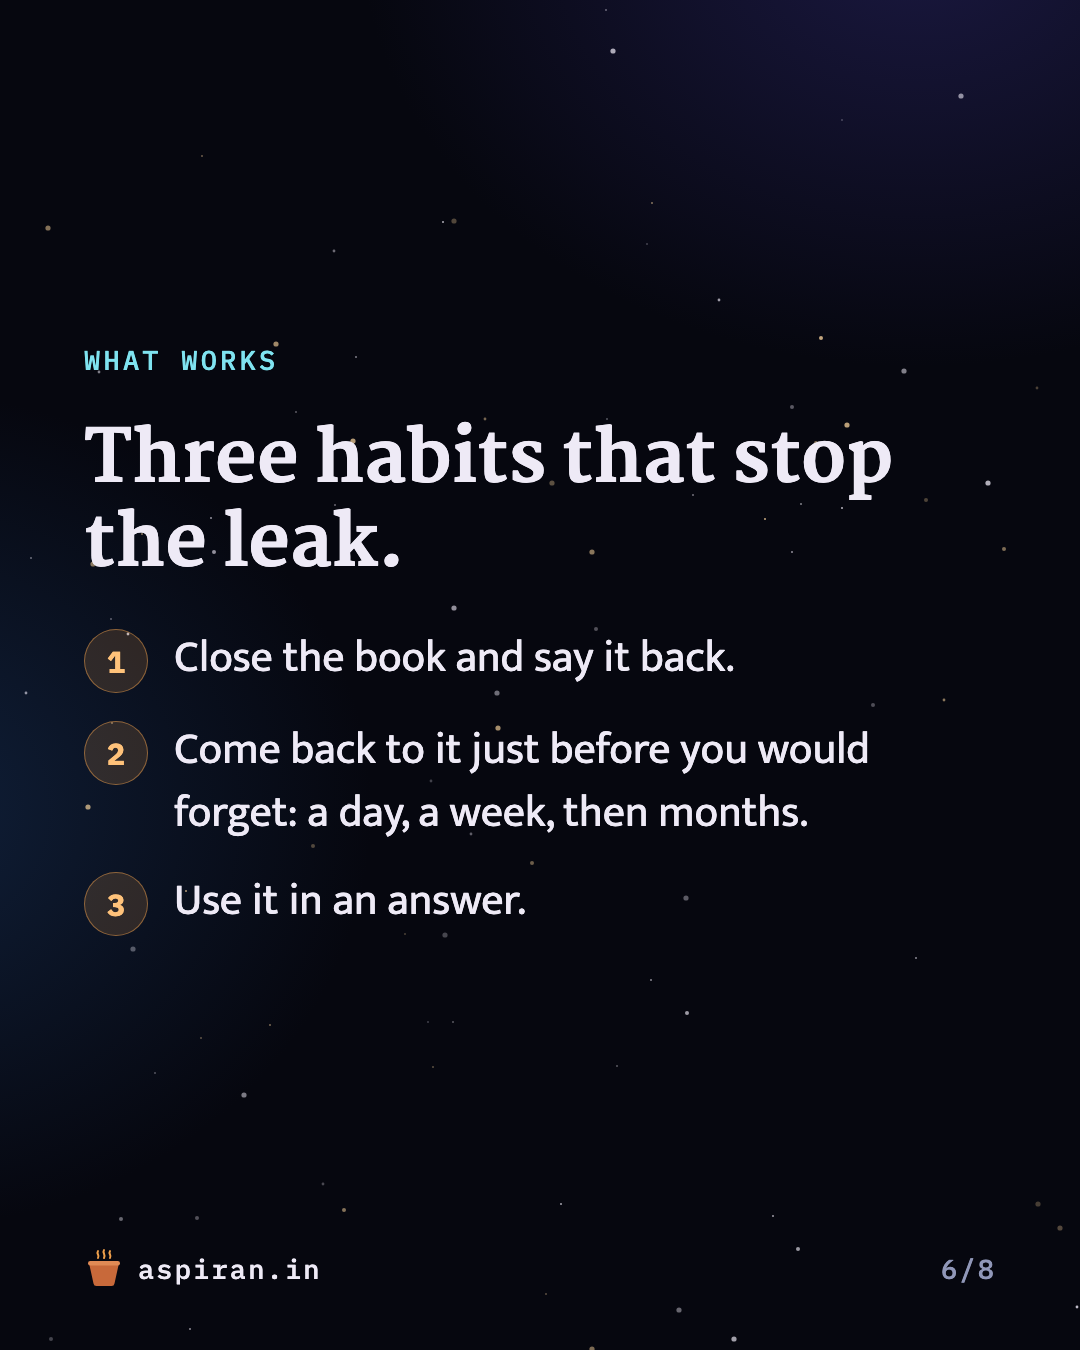 WHAT WORKS
Three habits that stop
the leak.
1 Close the book and say it back.
2 Come back to it just before you would
forget: a day, a week, then months.
3 Use it in an answer.
aspiran.in
6/8